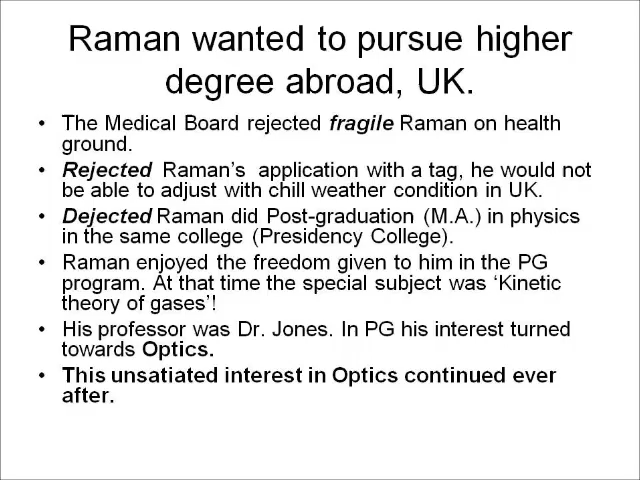 Raman wanted to pursue higher
degree abroad, UK.
• The Medical Board rejected fragile Raman on health
ground.
• Rejected Raman's application with a tag, he would not
be able to adjust with chill weather condition in UK.
• Dejected Raman did Post-graduation (M.A.) in physics
in the same college (Presidency College).
• Raman enjoyed the freedom given to him in the PG
program. At that time the special subject was ‘Kinetic
theory of gases’!
• His professor was Dr. Jones. In PG his interest turned
towards Optics.
• This unsatiated interest in Optics continued ever
after.